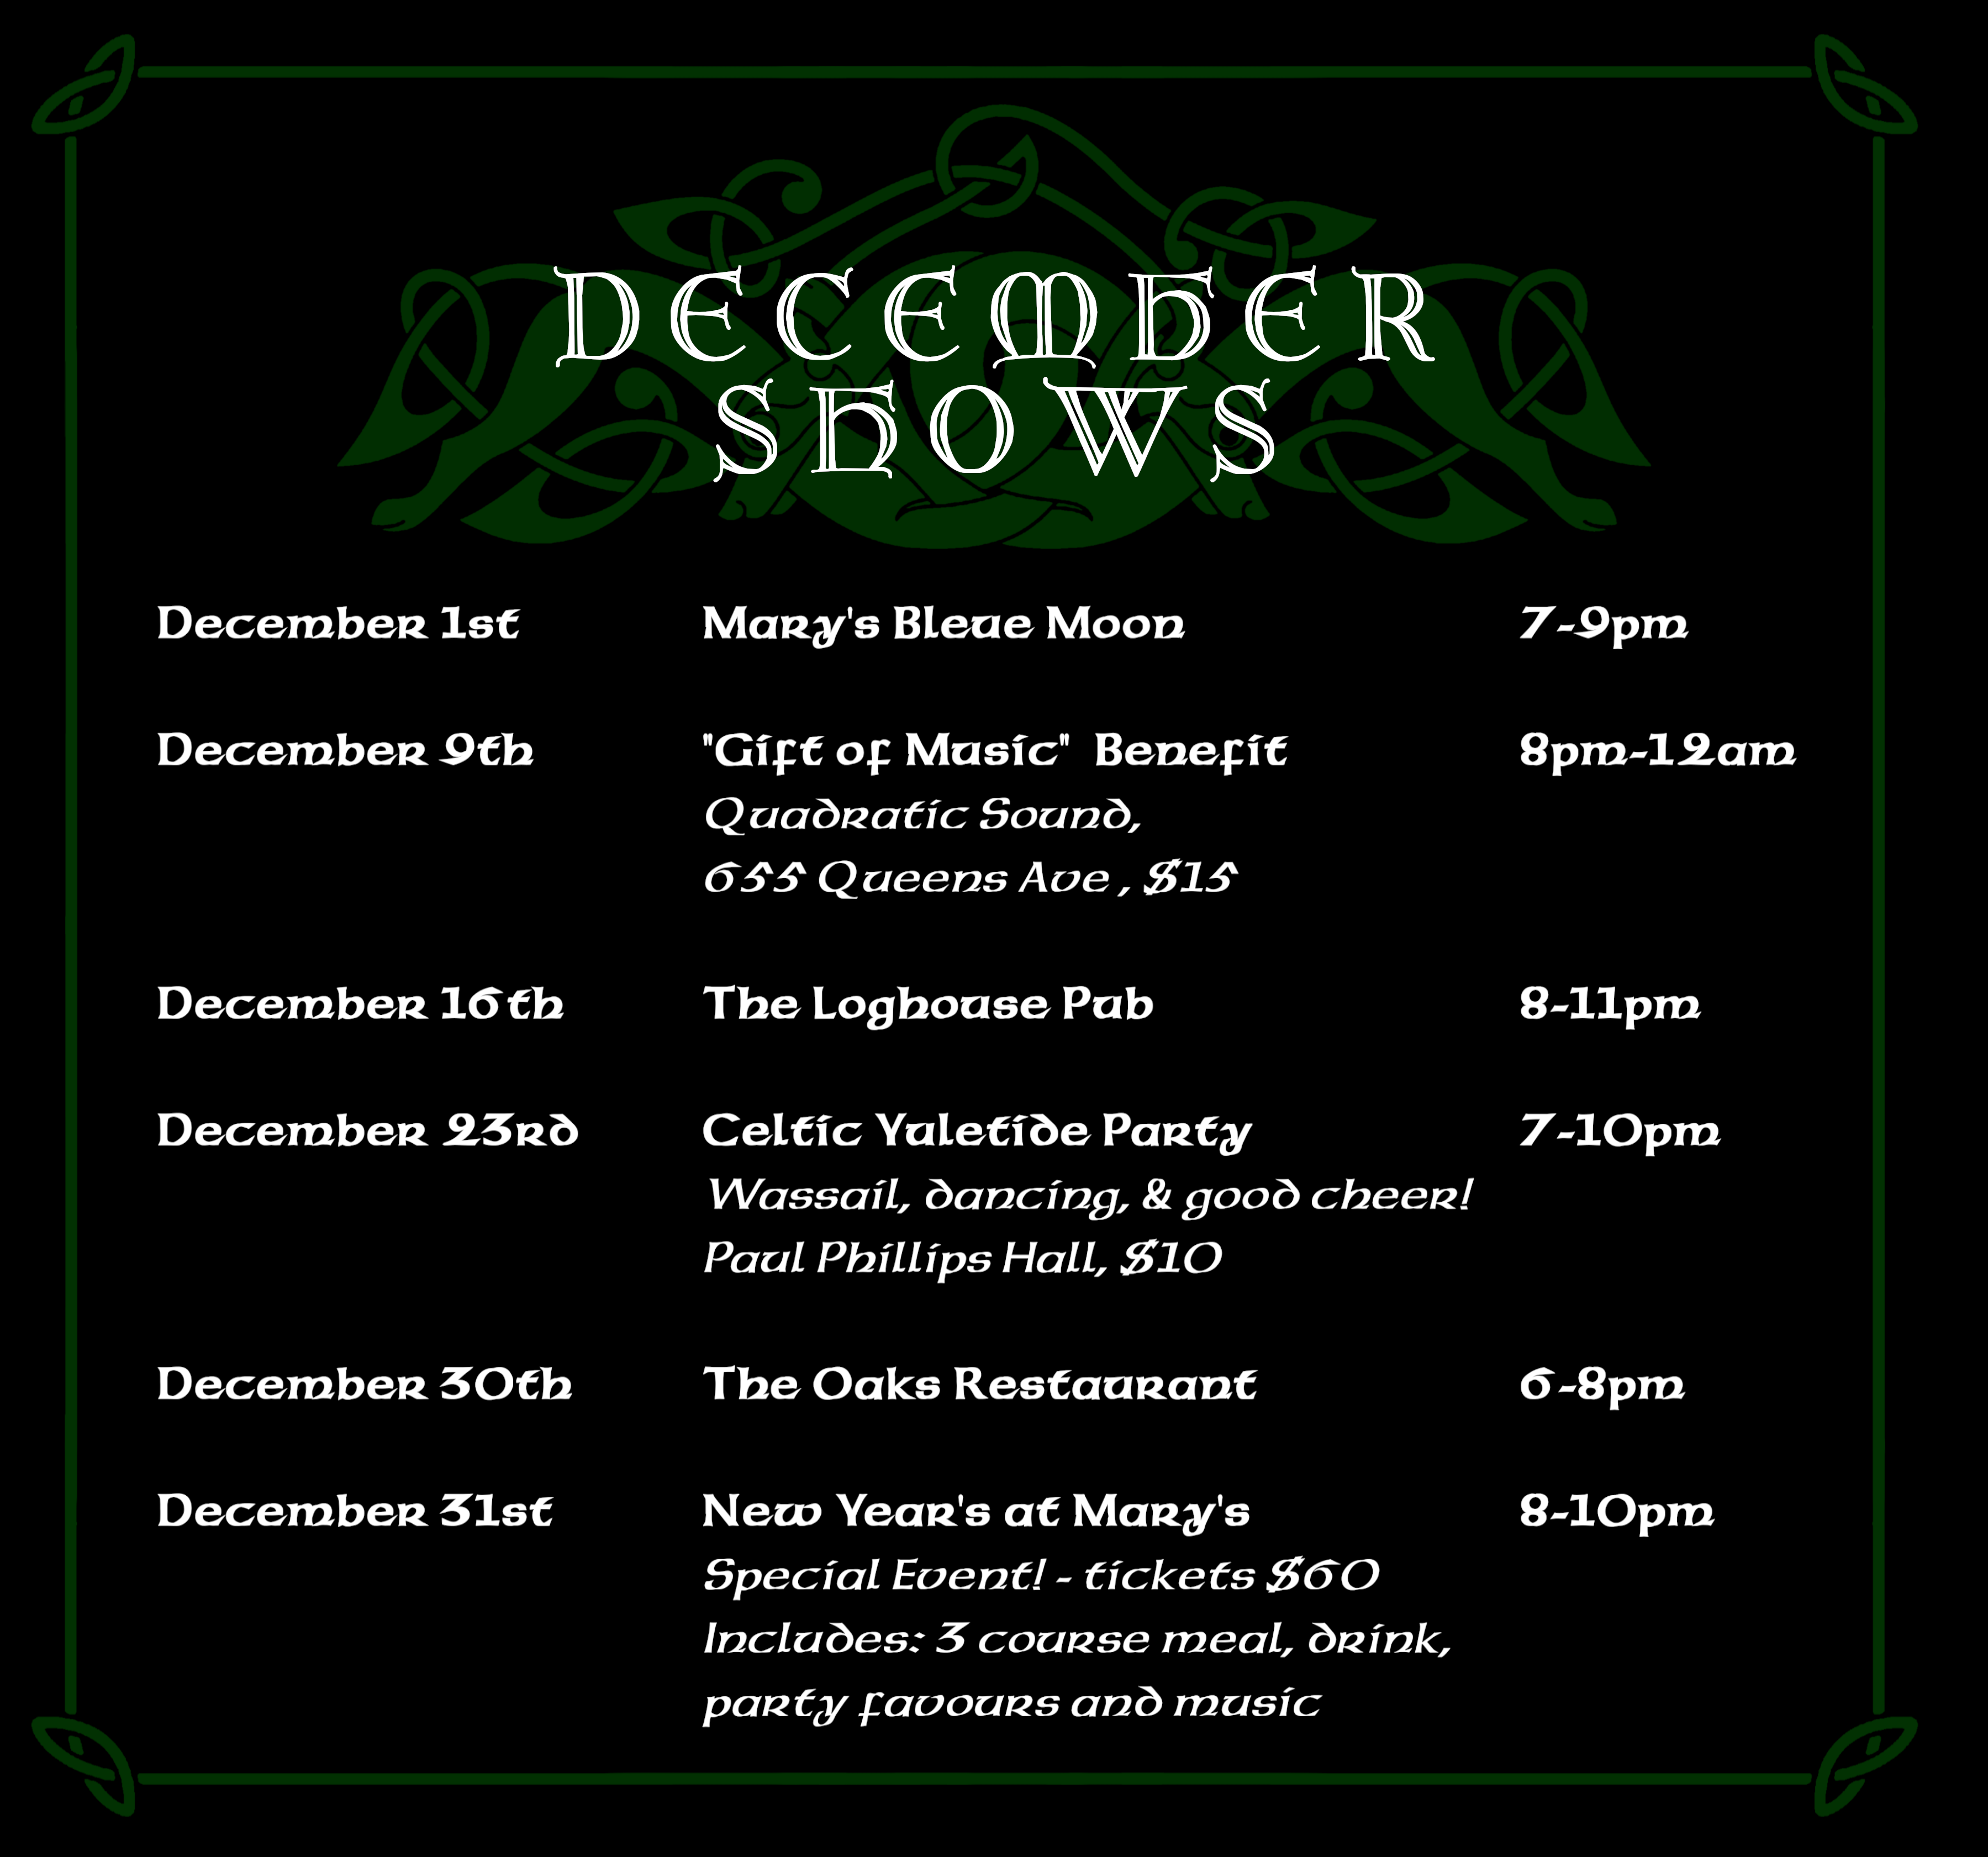 DECEMBER
SHOWS
December 1st Mary's Bleue Moon 7-9pm
December 9th "Gift of Music" Benefit 8pm-12am
Quadratic Sound,
655 Queens Ave , $15
December 16th The Loghouse Pub 8-11pm
December 23rd Celtic Yuletide Party 7-10pm
Wassail, dancing, & good cheer!
Paul Phillips Hall, $10
December 30th The Oaks Restaurant 6-8pm
December 31st New Year's at Mary's 8-10pm
Special Event! - tickets $60
Includes: 3 course meal, drink,
party favours and music